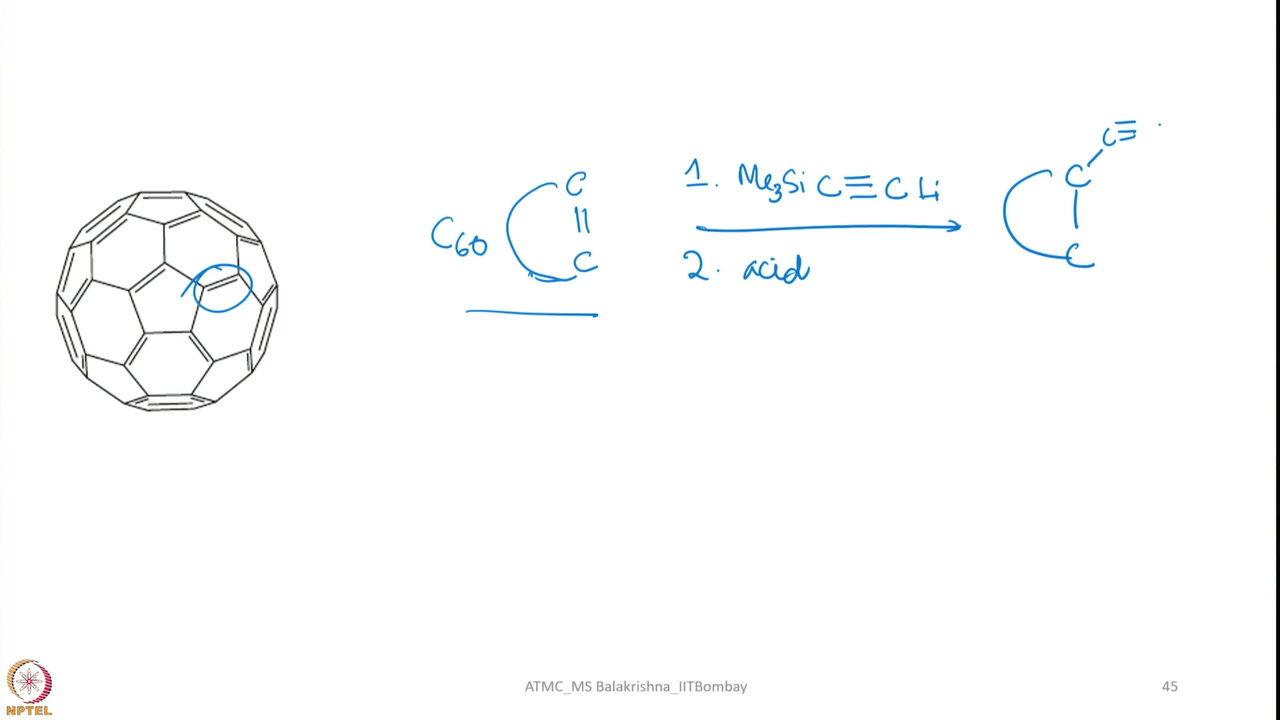 C≡
C
C
||
C
C60
1. Me3Si C≡C Li
2. acid
C
|
C
NPTEL
ATMC_MS Balakrishna_IITBombay
45